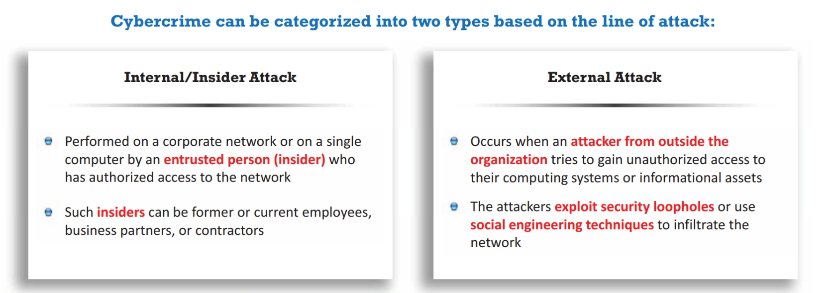 Cybercrime can be categorized into two types based on the line of attack:
Internal/Insider Attack
Performed on a corporate network or on a single
computer by an entrusted person (insider) who
has authorized access to the network
Such insiders can be former or current employees,
business partners, or contractors
External Attack
Occurs when an attacker from outside the
organization tries to gain unauthorized access to
their computing systems or informational assets
The attackers exploit security loopholes or use
social engineering techniques to infiltrate the
network